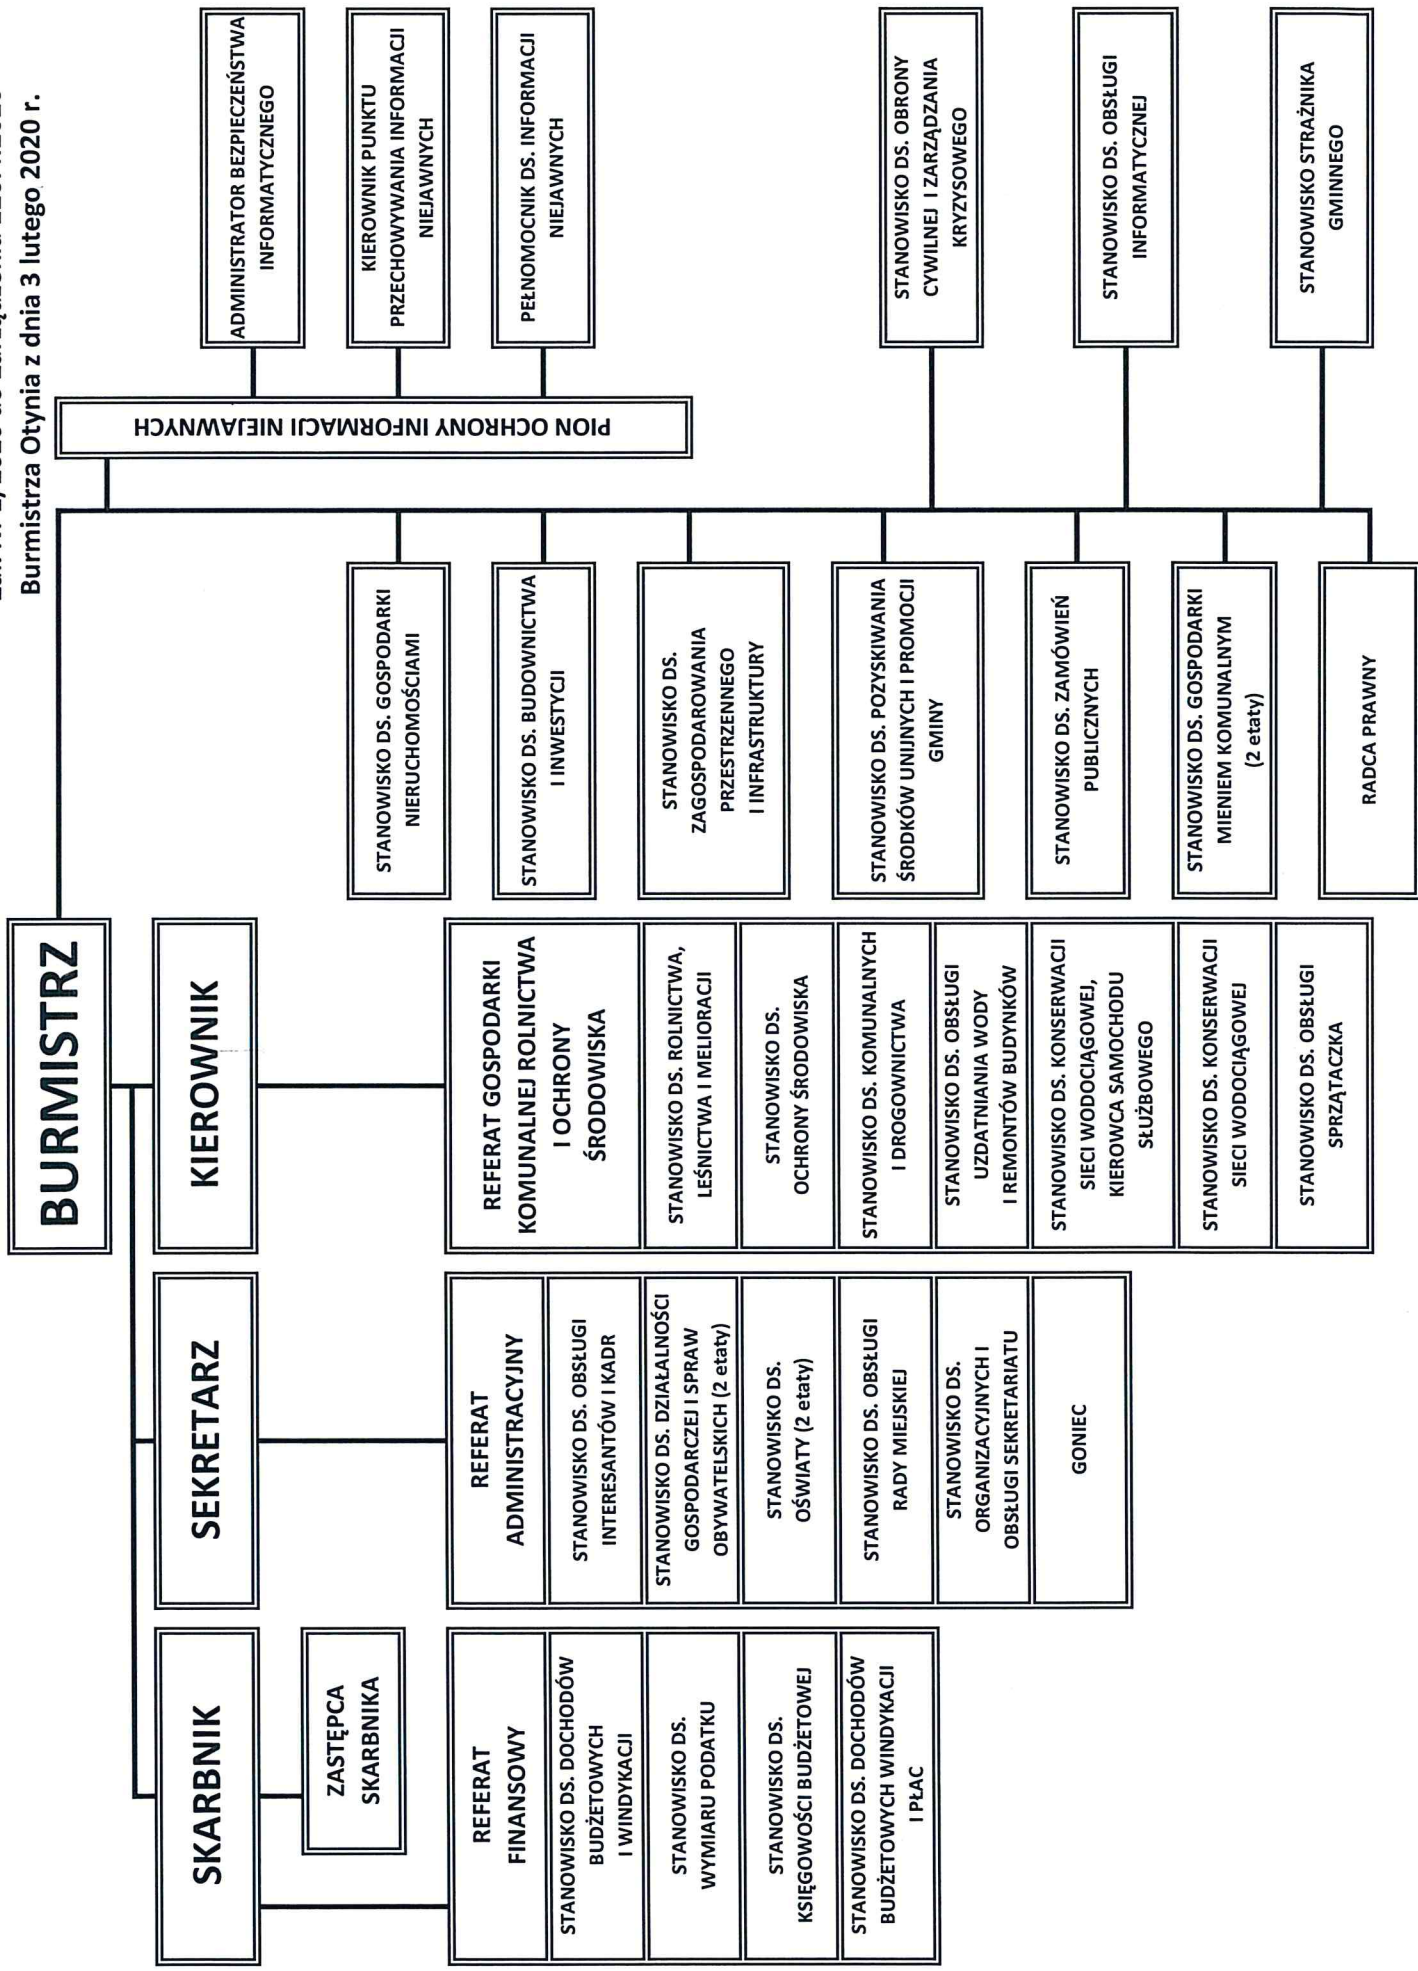 Burmistrza Otynia z dnia 3 lutego 2020 r.
BURMISTRZ
SKARBNIK
SEKRETARZ
KIEROWNIK
ZASTĘPCA
SKARBNIKA
REFERAT
FINANSOWY
STANOWISKO DS. DOCHODÓW
BUDŻETOWYCH
I WINDYKACJI
STANOWISKO DS.
WYMIARU PODATKU
STANOWISKO DS.
KSIĘGOWOŚCI BUDŻETOWEJ
STANOWISKO DS. DOCHODÓW
BUDŻETOWYCH WINDYKACJI
I PŁAC
REFERAT
ADMINISTRACYJNY
STANOWISKO DS. OBSŁUGI
INTERESANTÓW I KADR
STANOWISKO DS. DZIAŁALNOŚCI
GOSPODARCZEJ I SPRAW
OBYWATELSKICH (2 etaty)
STANOWISKO DS.
OŚWIATY (2 etaty)
STANOWISKO DS. OBSŁUGI
RADY MIEJSKIEJ
STANOWISKO DS.
ORGANIZACYJNYCH I
OBSŁUGI SEKRETARIATU
GONIEC
REFERAT GOSPODARKI
KOMUNALNEJ ROLNICTWA
I OCHRONY
ŚRODOWISKA
STANOWISKO DS. ROLNICTWA,
LEŚNICTWA I MELIORACJI
STANOWISKO DS.
OCHRONY ŚRODOWISKA
STANOWISKO DS. KOMUNALNYCH
I DROGOWNICTWA
STANOWISKO DS. OBSŁUGI
UZDATNIANIA WODY
I REMONTÓW BUDYNKÓW
STANOWISKO DS. KONSERWACJI
SIECI WODOCIĄGOWEJ,
KIEROWCA SAMOCHODU
SŁUŻBOWEGO
STANOWISKO DS. KONSERWACJI
SIECI WODOCIĄGOWEJ
STANOWISKO DS. OBSŁUGI
SPRZĄTACZKA
STANOWISKO DS. GOSPODARKI
NIERUCHOMOŚCIAMI
STANOWISKO DS. BUDOWNICTWA
I INWESTYCJI
STANOWISKO DS.
ZAGOSPODAROWANIA
PRZESTRZENNEGO
I INFRASTRUKTURY
STANOWISKO DS. POZYSKIWANIA
ŚRODKÓW UNIJNYCH I PROMOCJI
GMINY
STANOWISKO DS. ZAMÓWIEŃ
PUBLICZNYCH
STANOWISKO DS. GOSPODARKI
MIENIEM KOMUNALNYM
(2 etaty)
RADCA PRAWNY
PION OCHRONY INFORMACJI NIEJAWNYCH
ADMINISTRATOR BEZPIECZEŃSTWA
INFORMATYCZNEGO
KIEROWNIK PUNKTU
PRZECHOWYWANIA INFORMACJI
NIEJAWNYCH
PEŁNOMOCNIK DS. INFORMACJI
NIEJAWNYCH
STANOWISKO DS. OBRONY
CYWILNEJ I ZARZĄDZANIA
KRYZYSOWEGO
STANOWISKO DS. OBSŁUGI
INFORMATYCZNEJ
STANOWISKO STRAŻNIKA
GMINNEGO